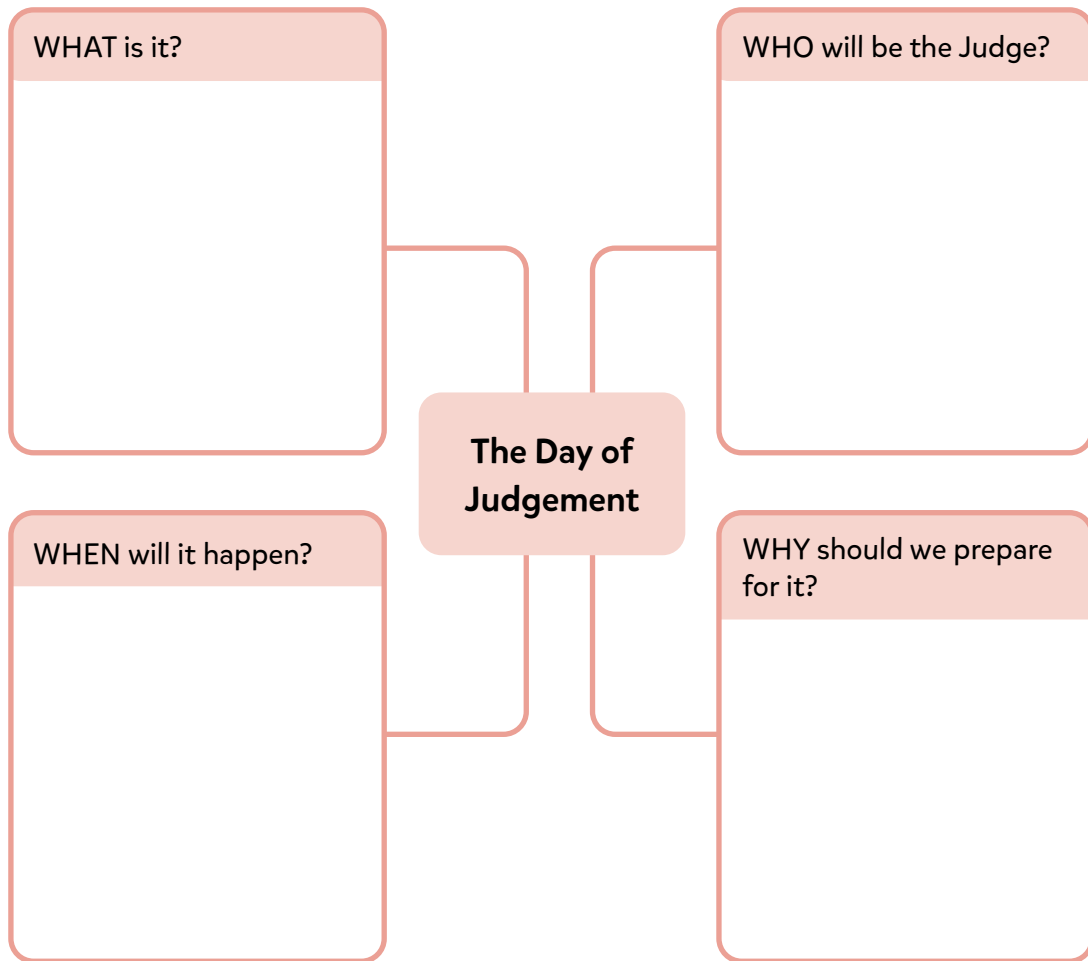 WHAT is it?
WHO will be the Judge?
The Day of
Judgement
WHEN will it happen?
WHY should we prepare
for it?